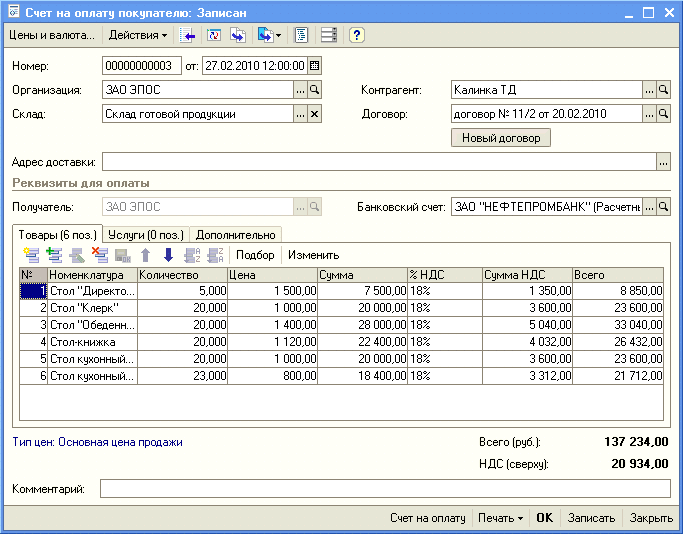 Счет на оплату покупателю: Записан
Цены и валюта... Действия
Номер: 00000000003 от: 27.02.2010 12:00:00
Организация: ЗАО ЭПОС ... Контрагент: Калинка ТД ...
Склад: Склад готовой продукции ... Договор: договор № 11/2 от 20.02.2010 ...
Новый договор
Адрес доставки: ...
Реквизиты для оплаты
Получатель: ЗАО ЭПОС ... Банковский счет: ЗАО "НЕФТЕПРОМБАНК" (Расчетнь ...
Товары (6 поз.) Услуги (0 поз.) Дополнительно
Подбор Изменить
№ Номенклатура Количество Цена Сумма % НДС Сумма НДС Всего
1 Стол "Директо... 5,000 1 500,00 7 500,00 18% 1 350,00 8 850,00
2 Стол "Клерк" 20,000 1 000,00 20 000,00 18% 3 600,00 23 600,00
3 Стол "Обеденн... 20,000 1 400,00 28 000,00 18% 5 040,00 33 040,00
4 Стол-книжка 20,000 1 120,00 22 400,00 18% 4 032,00 26 432,00
5 Стол кухонный... 20,000 1 000,00 20 000,00 18% 3 600,00 23 600,00
6 Стол кухонный... 23,000 800,00 18 400,00 18% 3 312,00 21 712,00
Тип цен: Основная цена продажи Всего (руб.): 137 234,00
НДС (сверху): 20 934,00
Комментарий:
Счет на оплату Печать OK Записать Закрыть